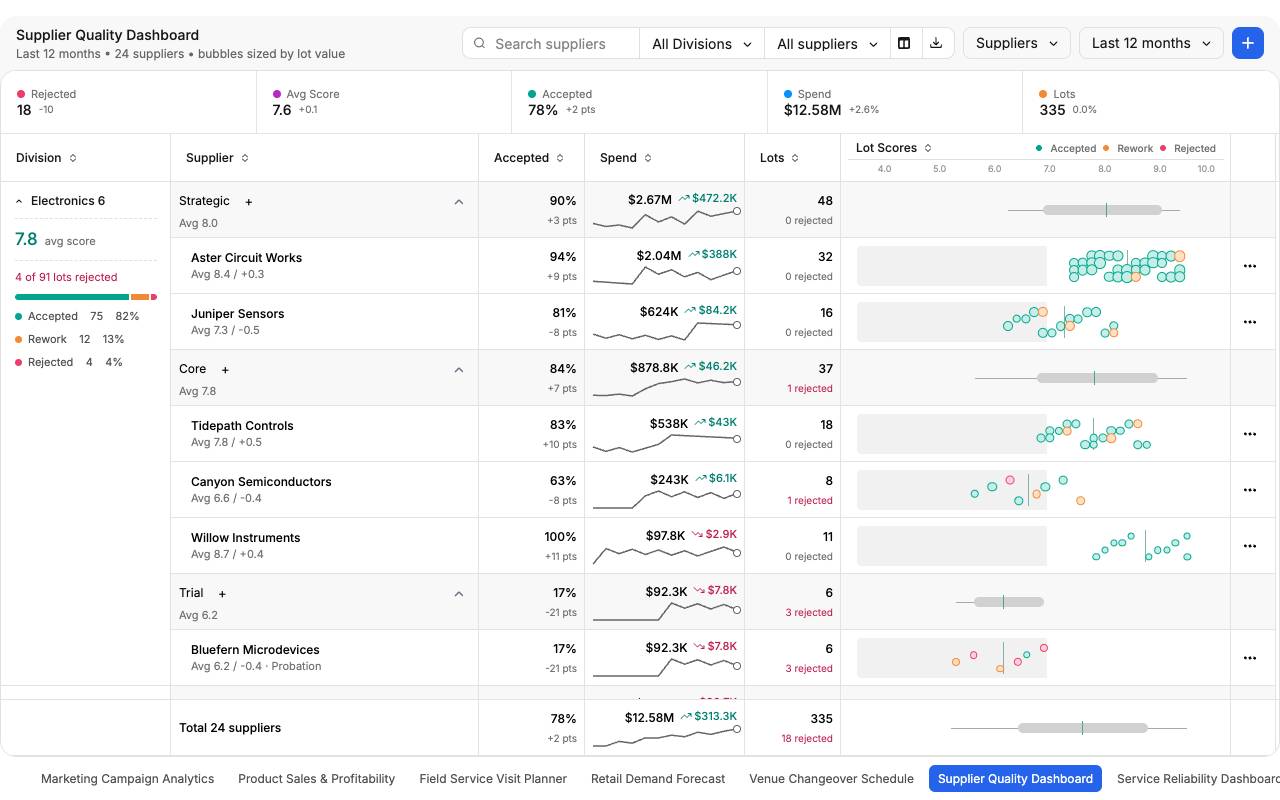 Supplier Quality Dashboard
Last 12 months • 24 suppliers • bubbles sized by lot value
Search suppliers
All Divisions
All suppliers
Suppliers
Last 12 months
Rejected
18 -10
Avg Score
7.6 +0.1
Accepted
78% +2 pts
Spend
$12.58M +2.6%
Lots
335 0.0%
Division
Supplier
Accepted
Spend
Lots
Lot Scores
Accepted Rework Rejected
4.0 5.0 6.0 7.0 8.0 9.0 10.0
Electronics 6
7.8 avg score
4 of 91 lots rejected
Accepted 75 82%
Rework 12 13%
Rejected 4 4%
Strategic +
Avg 8.0
90%
+3 pts
$2.67M $472.2K
48
0 rejected
Aster Circuit Works
Avg 8.4 / +0.3
94%
+9 pts
$2.04M $388K
32
0 rejected
Juniper Sensors
Avg 7.3 / -0.5
81%
-8 pts
$624K $84.2K
16
0 rejected
Core +
Avg 7.8
84%
+7 pts
$878.8K $46.2K
37
1 rejected
Tidepath Controls
Avg 7.8 / +0.5
83%
+10 pts
$538K $43K
18
0 rejected
Canyon Semiconductors
Avg 6.6 / -0.4
63%
-8 pts
$243K $6.1K
8
1 rejected
Willow Instruments
Avg 8.7 / +0.4
100%
+11 pts
$97.8K $2.9K
11
0 rejected
Trial +
Avg 6.2
17%
-21 pts
$92.3K $7.8K
6
3 rejected
Bluefern Microdevices
Avg 6.2 / -0.4 · Probation
17%
-21 pts
$92.3K $7.8K
6
3 rejected
Total 24 suppliers
78%
+2 pts
$12.58M $313.3K
335
18 rejected
Marketing Campaign Analytics
Product Sales & Profitability
Field Service Visit Planner
Retail Demand Forecast
Venue Changeover Schedule
Supplier Quality Dashboard
Service Reliability Dashboard